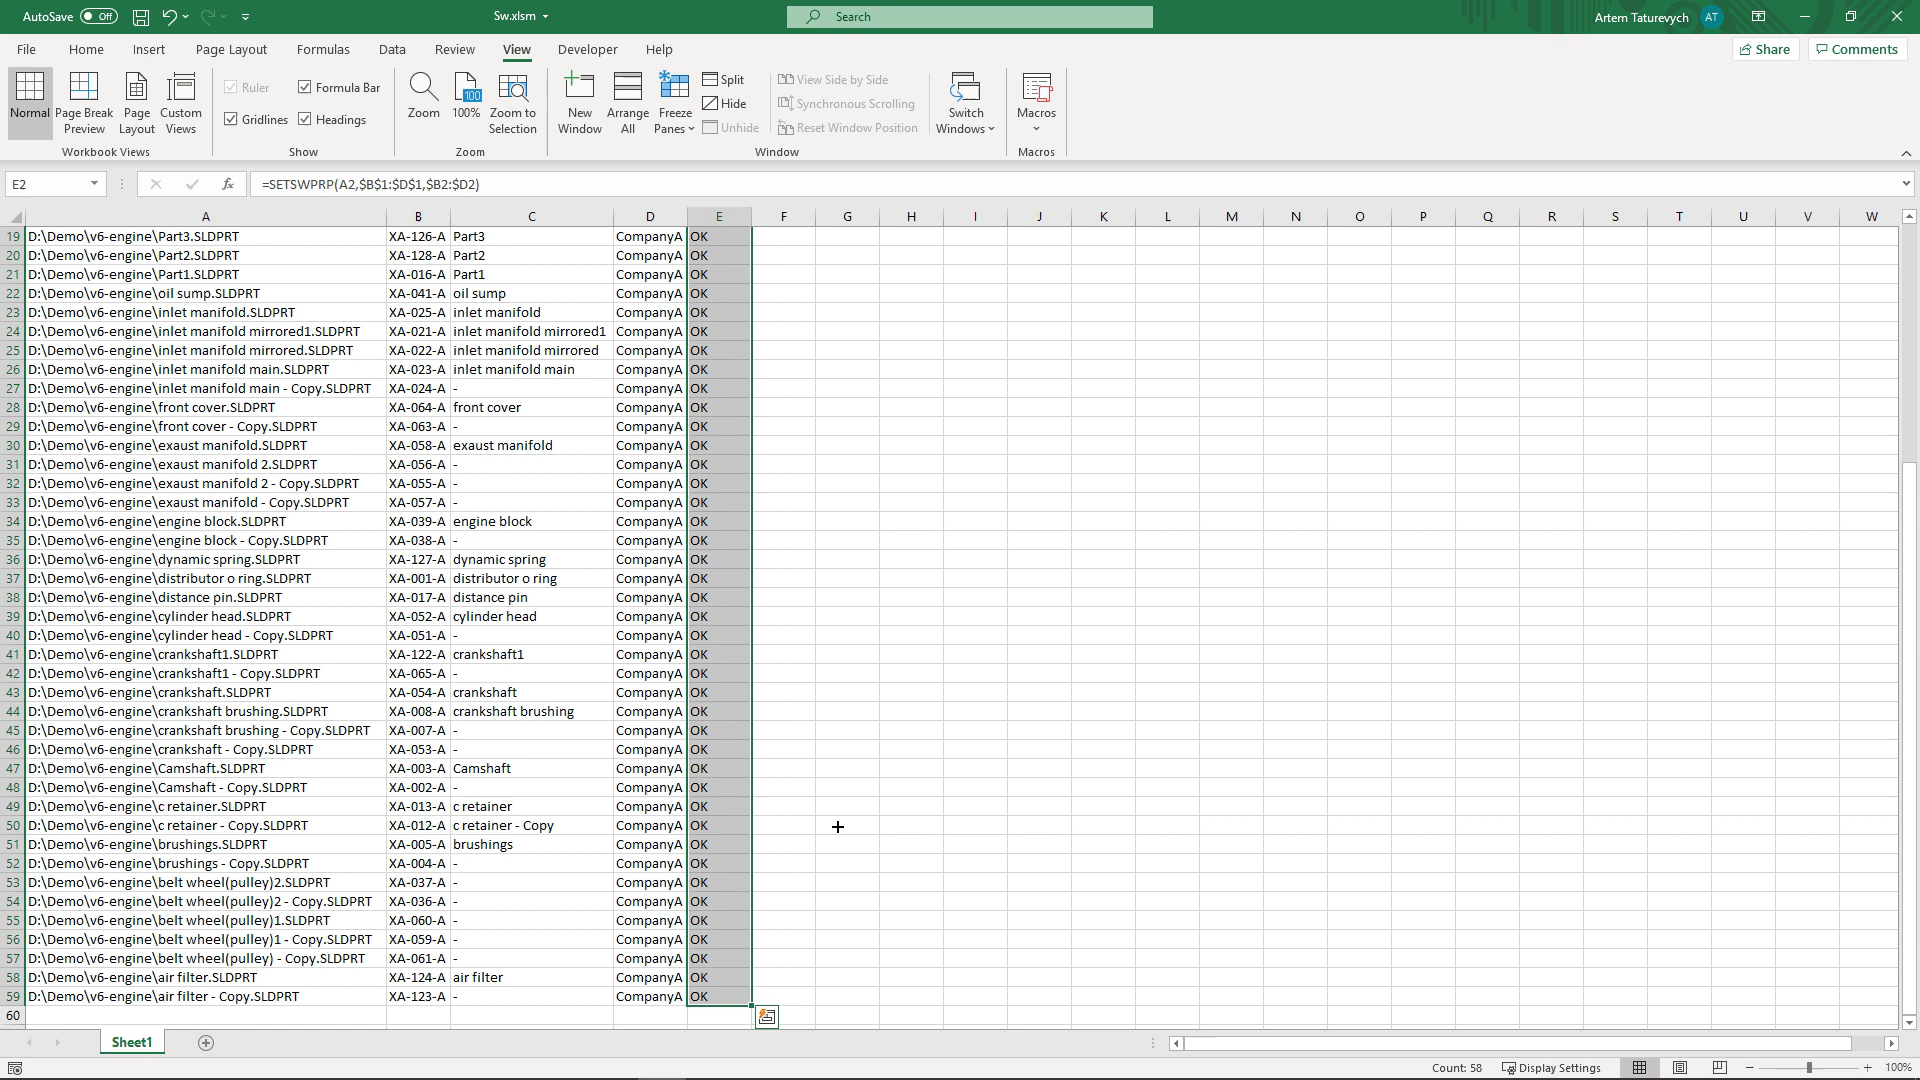 AutoSave Off Sw.xlsm Search Artem Taturevych AT
File Home Insert Page Layout Formulas Data Review View Developer Help Share Comments
Normal Page Break Preview Page Layout Custom Views
Workbook Views
Ruler Formula Bar
Gridlines Headings
Show
Zoom 100 100% Zoom to Selection
Zoom
New Window Arrange All Freeze Panes
Split
Hide
Unhide
View Side by Side
Synchronous Scrolling
Reset Window Position
Switch Windows
Window
Macros
Macros
E2 fx =SETSWPRP(A2,$B$1:$D$1,$B2:$D2)
A B C D E F G H I J K L M N O P Q R S T U V W
19 D:\Demo\v6-engine\Part3.SLDPRT XA-126-A Part3 CompanyA OK
20 D:\Demo\v6-engine\Part2.SLDPRT XA-128-A Part2 CompanyA OK
21 D:\Demo\v6-engine\Part1.SLDPRT XA-016-A Part1 CompanyA OK
22 D:\Demo\v6-engine\oil sump.SLDPRT XA-041-A oil sump CompanyA OK
23 D:\Demo\v6-engine\inlet manifold.SLDPRT XA-025-A inlet manifold CompanyA OK
24 D:\Demo\v6-engine\inlet manifold mirrored1.SLDPRT XA-021-A inlet manifold mirrored1 CompanyA OK
25 D:\Demo\v6-engine\inlet manifold mirrored.SLDPRT XA-022-A inlet manifold mirrored CompanyA OK
26 D:\Demo\v6-engine\inlet manifold main.SLDPRT XA-023-A inlet manifold main CompanyA OK
27 D:\Demo\v6-engine\inlet manifold main - Copy.SLDPRT XA-024-A - CompanyA OK
28 D:\Demo\v6-engine\front cover.SLDPRT XA-064-A front cover CompanyA OK
29 D:\Demo\v6-engine\front cover - Copy.SLDPRT XA-063-A - CompanyA OK
30 D:\Demo\v6-engine\exaust manifold.SLDPRT XA-058-A exaust manifold CompanyA OK
31 D:\Demo\v6-engine\exaust manifold 2.SLDPRT XA-056-A - CompanyA OK
32 D:\Demo\v6-engine\exaust manifold 2 - Copy.SLDPRT XA-055-A - CompanyA OK
33 D:\Demo\v6-engine\exaust manifold - Copy.SLDPRT XA-057-A - CompanyA OK
34 D:\Demo\v6-engine\engine block.SLDPRT XA-039-A engine block CompanyA OK
35 D:\Demo\v6-engine\engine block - Copy.SLDPRT XA-038-A - CompanyA OK
36 D:\Demo\v6-engine\dynamic spring.SLDPRT XA-127-A dynamic spring CompanyA OK
37 D:\Demo\v6-engine\distributor o ring.SLDPRT XA-001-A distributor o ring CompanyA OK
38 D:\Demo\v6-engine\distance pin.SLDPRT XA-017-A distance pin CompanyA OK
39 D:\Demo\v6-engine\cylinder head.SLDPRT XA-052-A cylinder head CompanyA OK
40 D:\Demo\v6-engine\cylinder head - Copy.SLDPRT XA-051-A - CompanyA OK
41 D:\Demo\v6-engine\crankshaft1.SLDPRT XA-122-A crankshaft1 CompanyA OK
42 D:\Demo\v6-engine\crankshaft1 - Copy.SLDPRT XA-065-A - CompanyA OK
43 D:\Demo\v6-engine\crankshaft.SLDPRT XA-054-A crankshaft CompanyA OK
44 D:\Demo\v6-engine\crankshaft brushing.SLDPRT XA-008-A crankshaft brushing CompanyA OK
45 D:\Demo\v6-engine\crankshaft brushing - Copy.SLDPRT XA-007-A - CompanyA OK
46 D:\Demo\v6-engine\crankshaft - Copy.SLDPRT XA-053-A - CompanyA OK
47 D:\Demo\v6-engine\Camshaft.SLDPRT XA-003-A Camshaft CompanyA OK
48 D:\Demo\v6-engine\Camshaft - Copy.SLDPRT XA-002-A - CompanyA OK
49 D:\Demo\v6-engine\c retainer.SLDPRT XA-013-A c retainer CompanyA OK
50 D:\Demo\v6-engine\c retainer - Copy.SLDPRT XA-012-A c retainer - Copy CompanyA OK
51 D:\Demo\v6-engine\brushings.SLDPRT XA-005-A brushings CompanyA OK
52 D:\Demo\v6-engine\brushings - Copy.SLDPRT XA-004-A - CompanyA OK
53 D:\Demo\v6-engine\belt wheel(pulley)2.SLDPRT XA-037-A - CompanyA OK
54 D:\Demo\v6-engine\belt wheel(pulley)2 - Copy.SLDPRT XA-036-A - CompanyA OK
55 D:\Demo\v6-engine\belt wheel(pulley)1.SLDPRT XA-060-A - CompanyA OK
56 D:\Demo\v6-engine\belt wheel(pulley)1 - Copy.SLDPRT XA-059-A - CompanyA OK
57 D:\Demo\v6-engine\belt wheel(pulley) - Copy.SLDPRT XA-061-A - CompanyA OK
58 D:\Demo\v6-engine\air filter.SLDPRT XA-124-A air filter CompanyA OK
59 D:\Demo\v6-engine\air filter - Copy.SLDPRT XA-123-A - CompanyA OK
60
Sheet1
Count: 58 Display Settings 100%